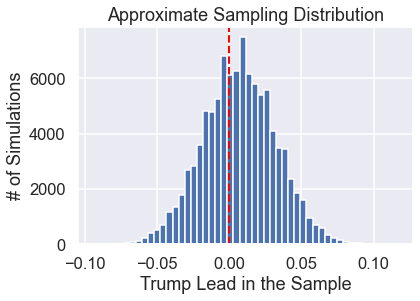 Approximate Sampling Distribution
# of Simulations
6000
4000
2000
0
−0.10 −0.05 0.00 0.05 0.10
Trump Lead in the Sample